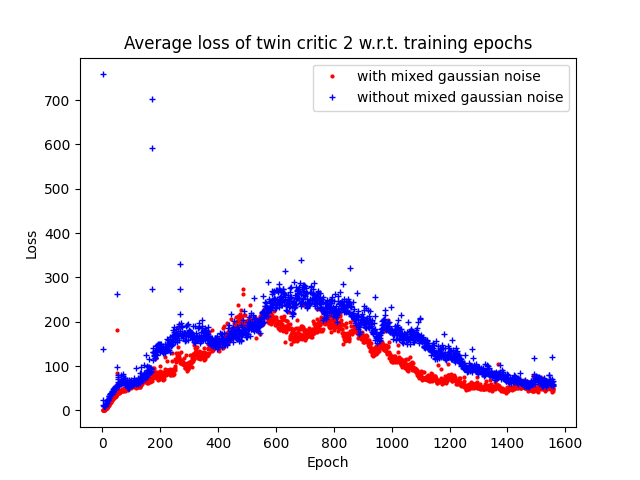 Average loss of twin critic 2 w.r.t. training epochs
with mixed gaussian noise
without mixed gaussian noise
700
600
500
400
300
200
100
0
Loss
0 200 400 600 800 1000 1200 1400 1600
Epoch